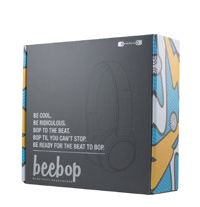 BE COOL.
BE RIDICULOUS.
BOP TO THE BEAT.
BOP TIL YOU CAN'T STOP.
BE READY FOR THE BEAT TO BOP.
beebop